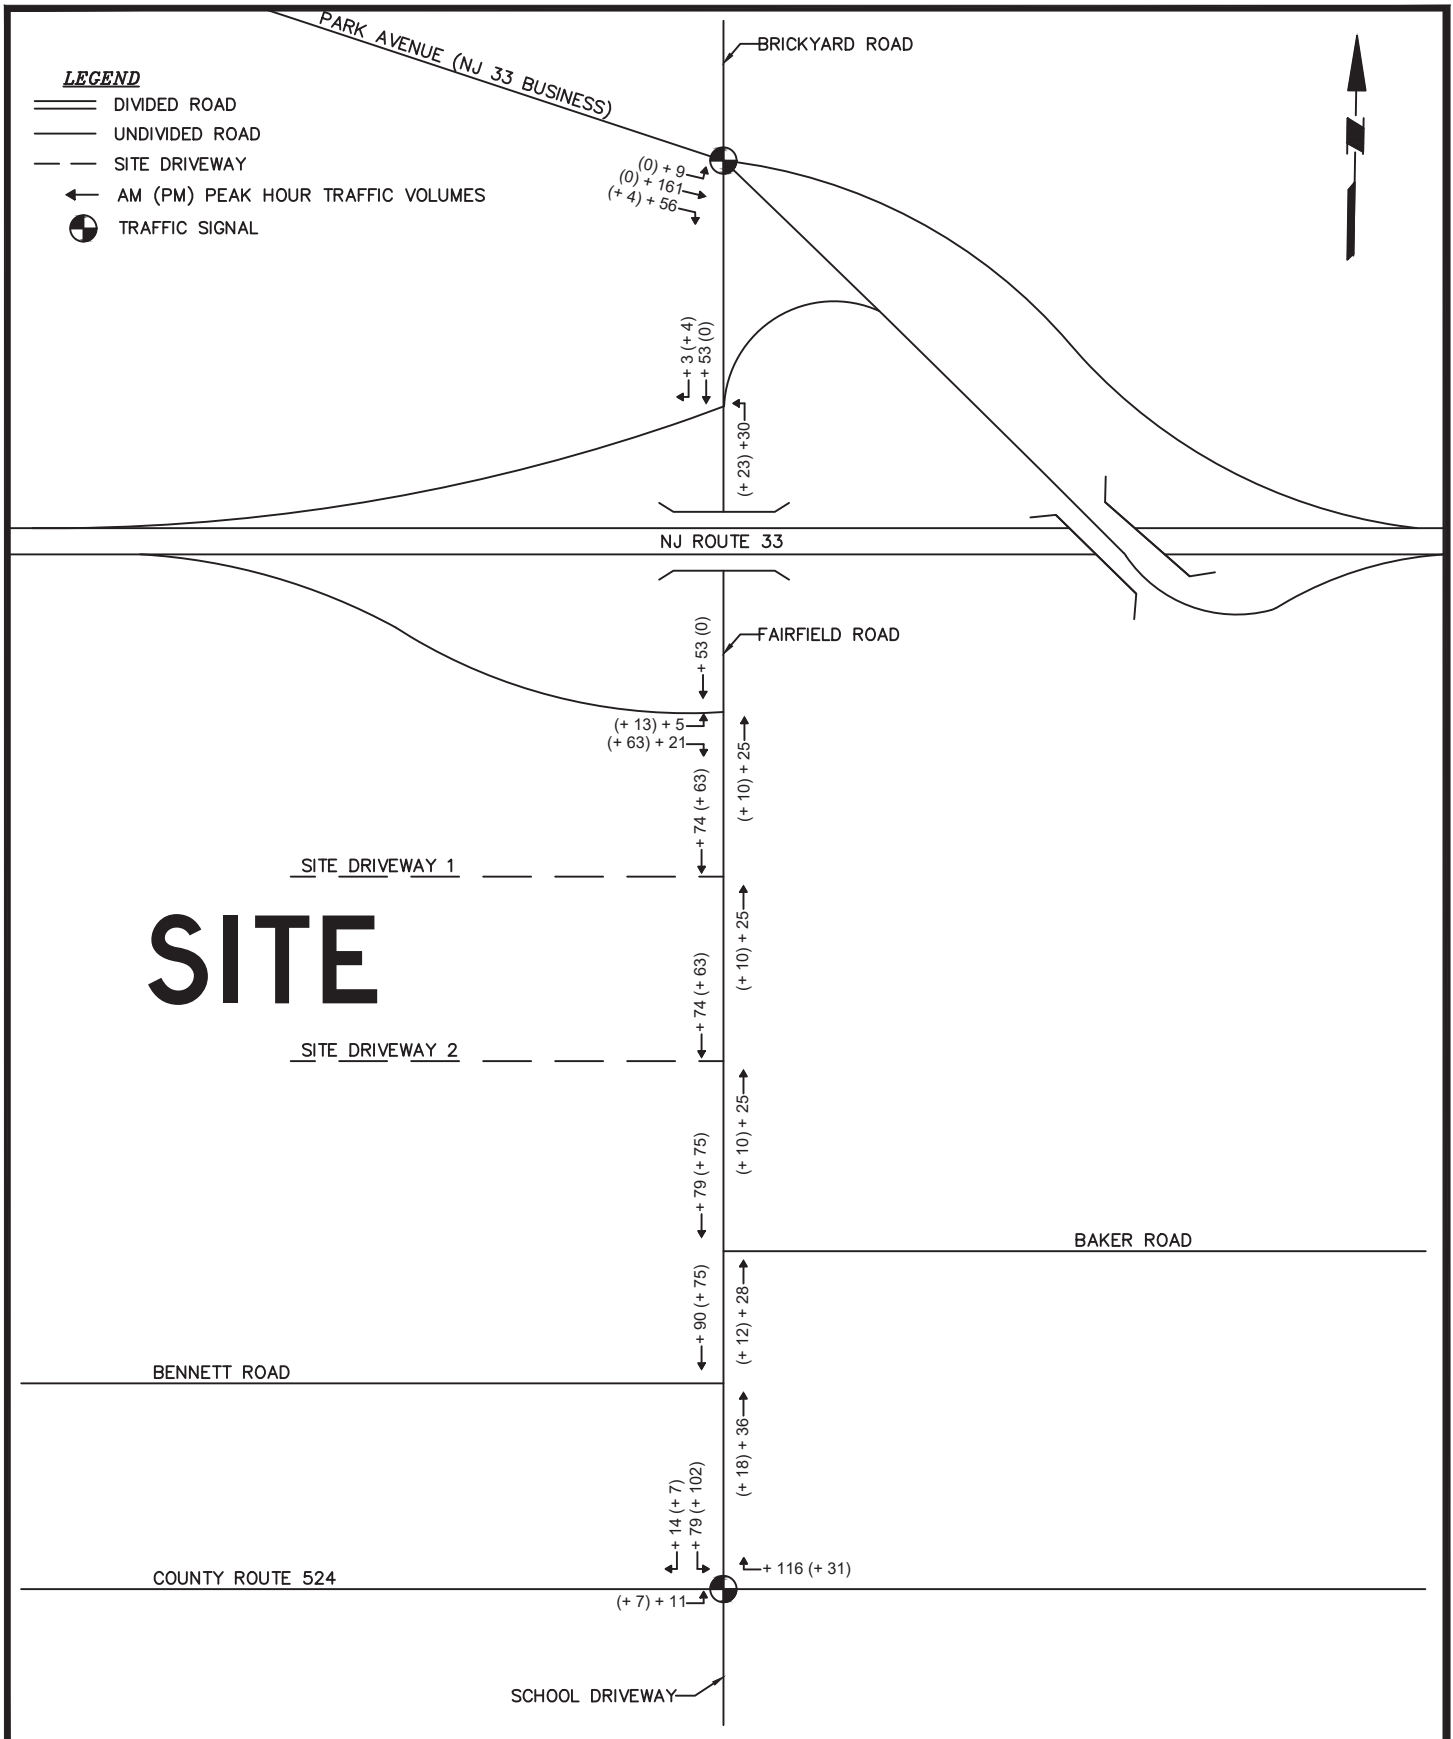 PARK AVENUE (NJ 33 BUSINESS)
BRICKYARD ROAD
LEGEND
DIVIDED ROAD
UNDIVIDED ROAD
SITE DRIVEWAY
AM (PM) PEAK HOUR TRAFFIC VOLUMES
TRAFFIC SIGNAL
N
(0) + 9
(0) + 161
(+ 4) + 56
+ 3 (+ 4)
+ 53 (0)
(+ 23) +30
NJ ROUTE 33
+ 53 (0)
FAIRFIELD ROAD
(+ 13) + 5
(+ 63) + 21
+ 74 (+ 63)
(+ 10) + 25
SITE DRIVEWAY 1
SITE
+ 74 (+ 63)
(+ 10) + 25
SITE DRIVEWAY 2
+ 79 (+ 75)
(+ 10) + 25
BAKER ROAD
+ 90 (+ 75)
(+ 12) + 28
BENNETT ROAD
(+ 18) + 36
+ 14 (+ 7)
+ 79 (+ 102)
+ 116 (+ 31)
COUNTY ROUTE 524
(+ 7) + 11
SCHOOL DRIVEWAY